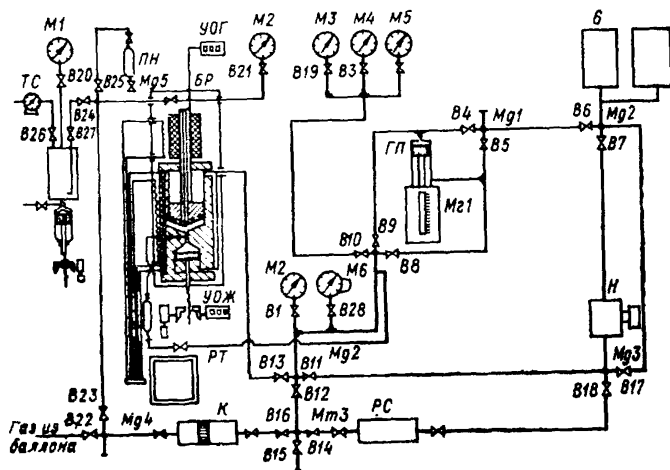 М1
ПН
УОГ
М2
М3
М4
М5
б
В20
В25
Мg5
БР
В21
В19
В3
ТС
В24
В26
В27
В4
Мg1
В6
Мg2
ГП
В5
В7
Мг1
В9
В10
В8
М2
М6
УОЖ
В1
В28
Н
РТ
Мg2
В13
В11
Мg3
В12
В18
В17
В23
В22
Газ из
баллона
Мg4
К
В16
Мт3
РС
В15
В14